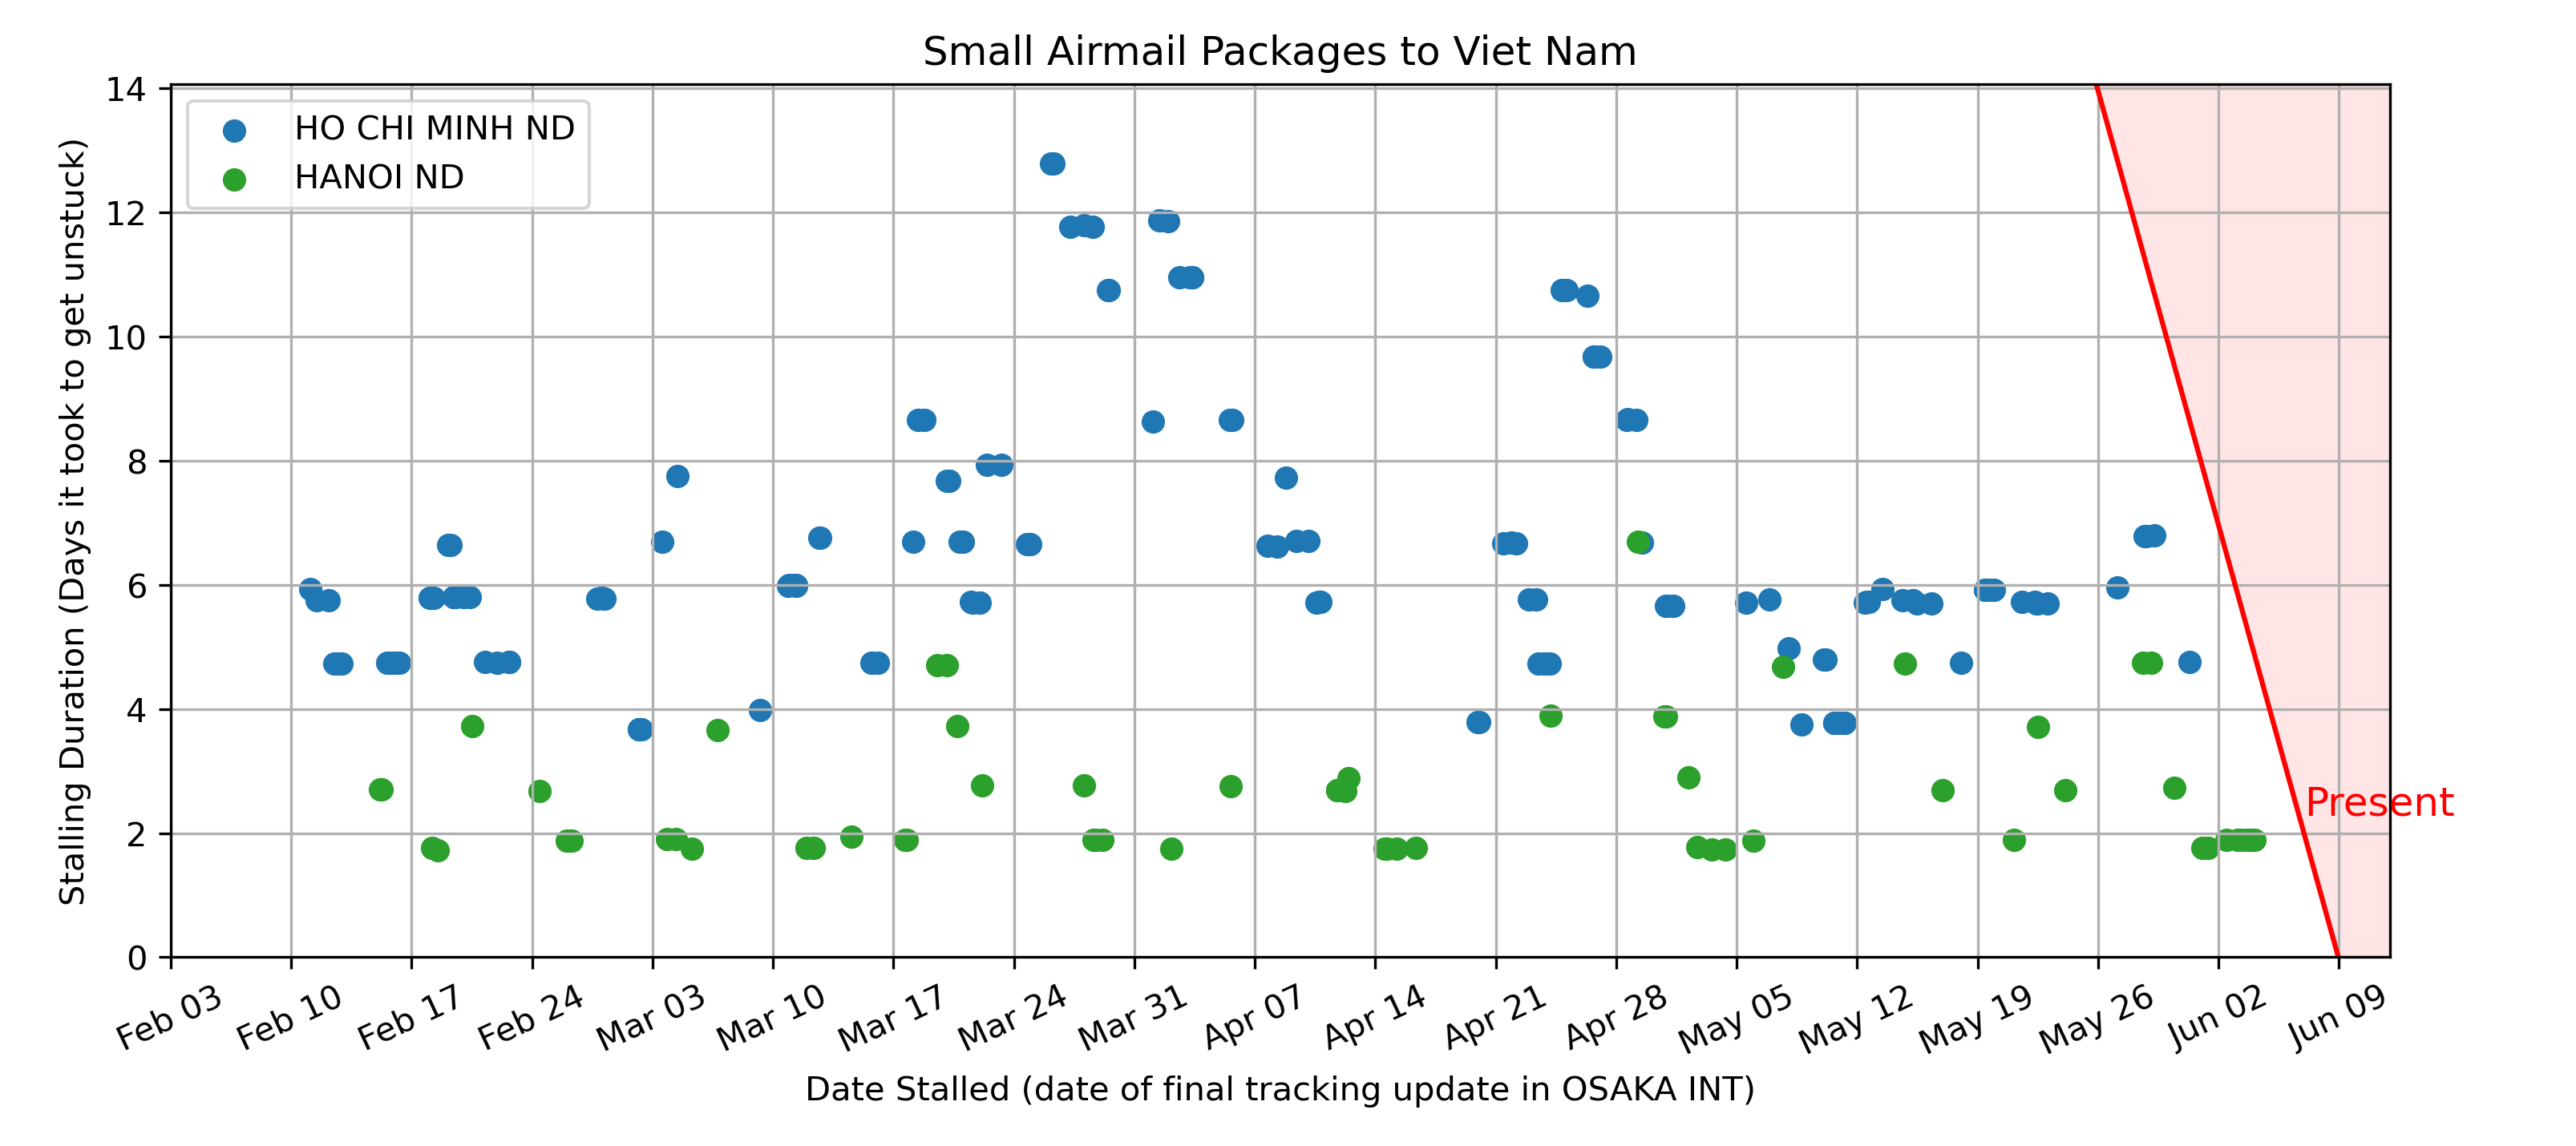 Small Airmail Packages to Viet Nam
HO CHI MINH ND
HANOI ND
Stalling Duration (Days it took to get unstuck)
14
12
10
8
6
4
2
0
Present
Feb 03
Feb 10
Feb 17
Feb 24
Mar 03
Mar 10
Mar 17
Mar 24
Mar 31
Apr 07
Apr 14
Apr 21
Apr 28
May 05
May 12
May 19
May 26
Jun 02
Jun 09
Date Stalled (date of final tracking update in OSAKA INT)